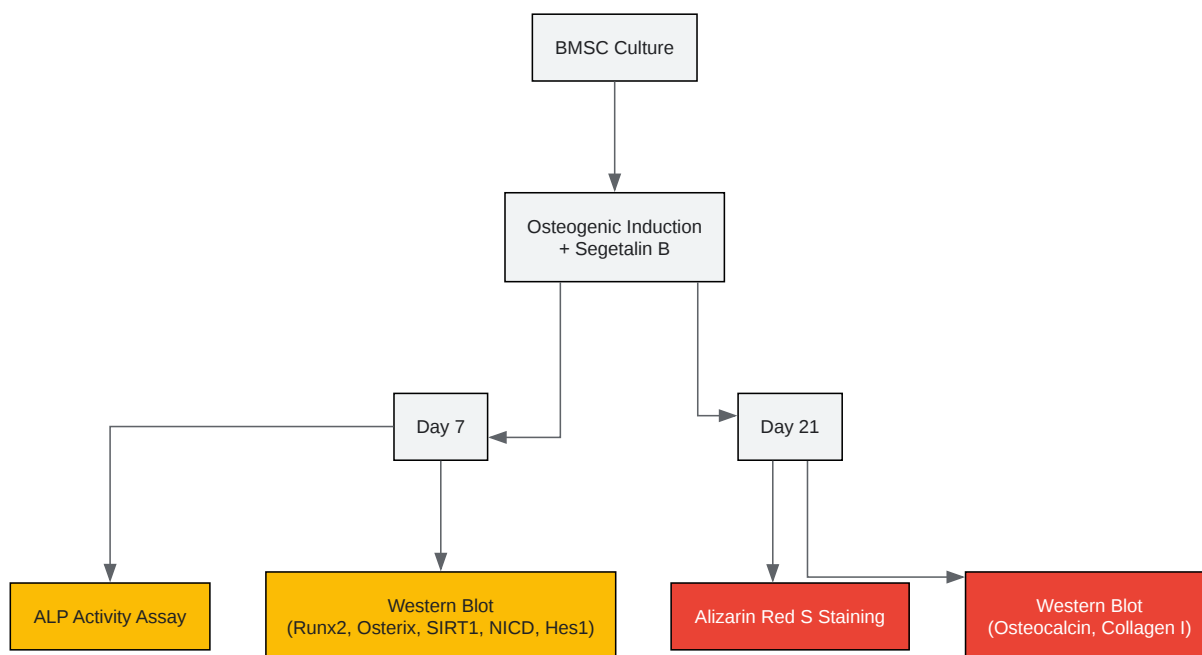 BMSC Culture
Osteogenic Induction
+ Segetalin B
Day 7
Day 21
ALP Activity Assay
Western Blot
(Runx2, Osterix, SIRT1, NICD, Hes1)
Alizarin Red S Staining
Western Blot
(Osteocalcin, Collagen I)